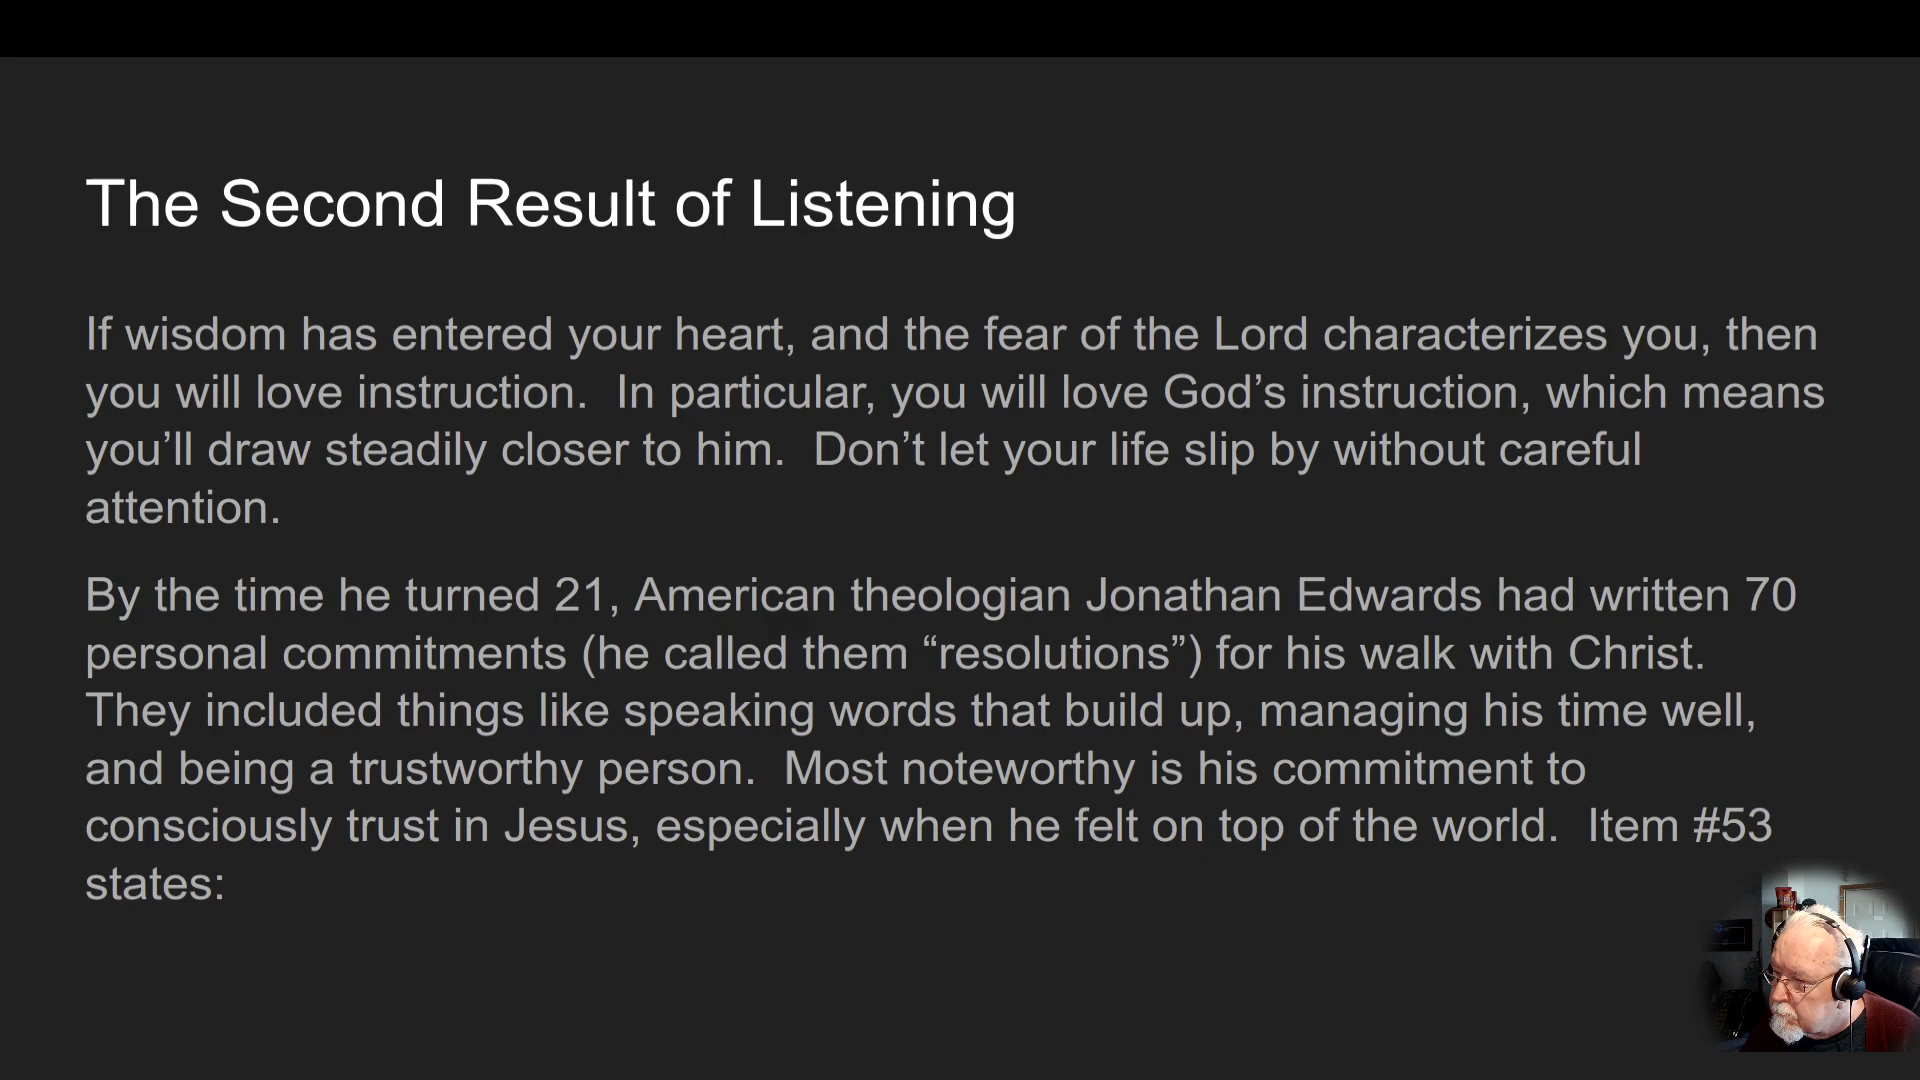 The Second Result of Listening
If wisdom has entered your heart, and the fear of the Lord characterizes you, then
you will love instruction.  In particular, you will love God’s instruction, which means
you’ll draw steadily closer to him.  Don’t let your life slip by without careful
attention.
By the time he turned 21, American theologian Jonathan Edwards had written 70
personal commitments (he called them “resolutions”) for his walk with Christ.
They included things like speaking words that build up, managing his time well,
and being a trustworthy person.  Most noteworthy is his commitment to
consciously trust in Jesus, especially when he felt on top of the world.  Item #53
states: